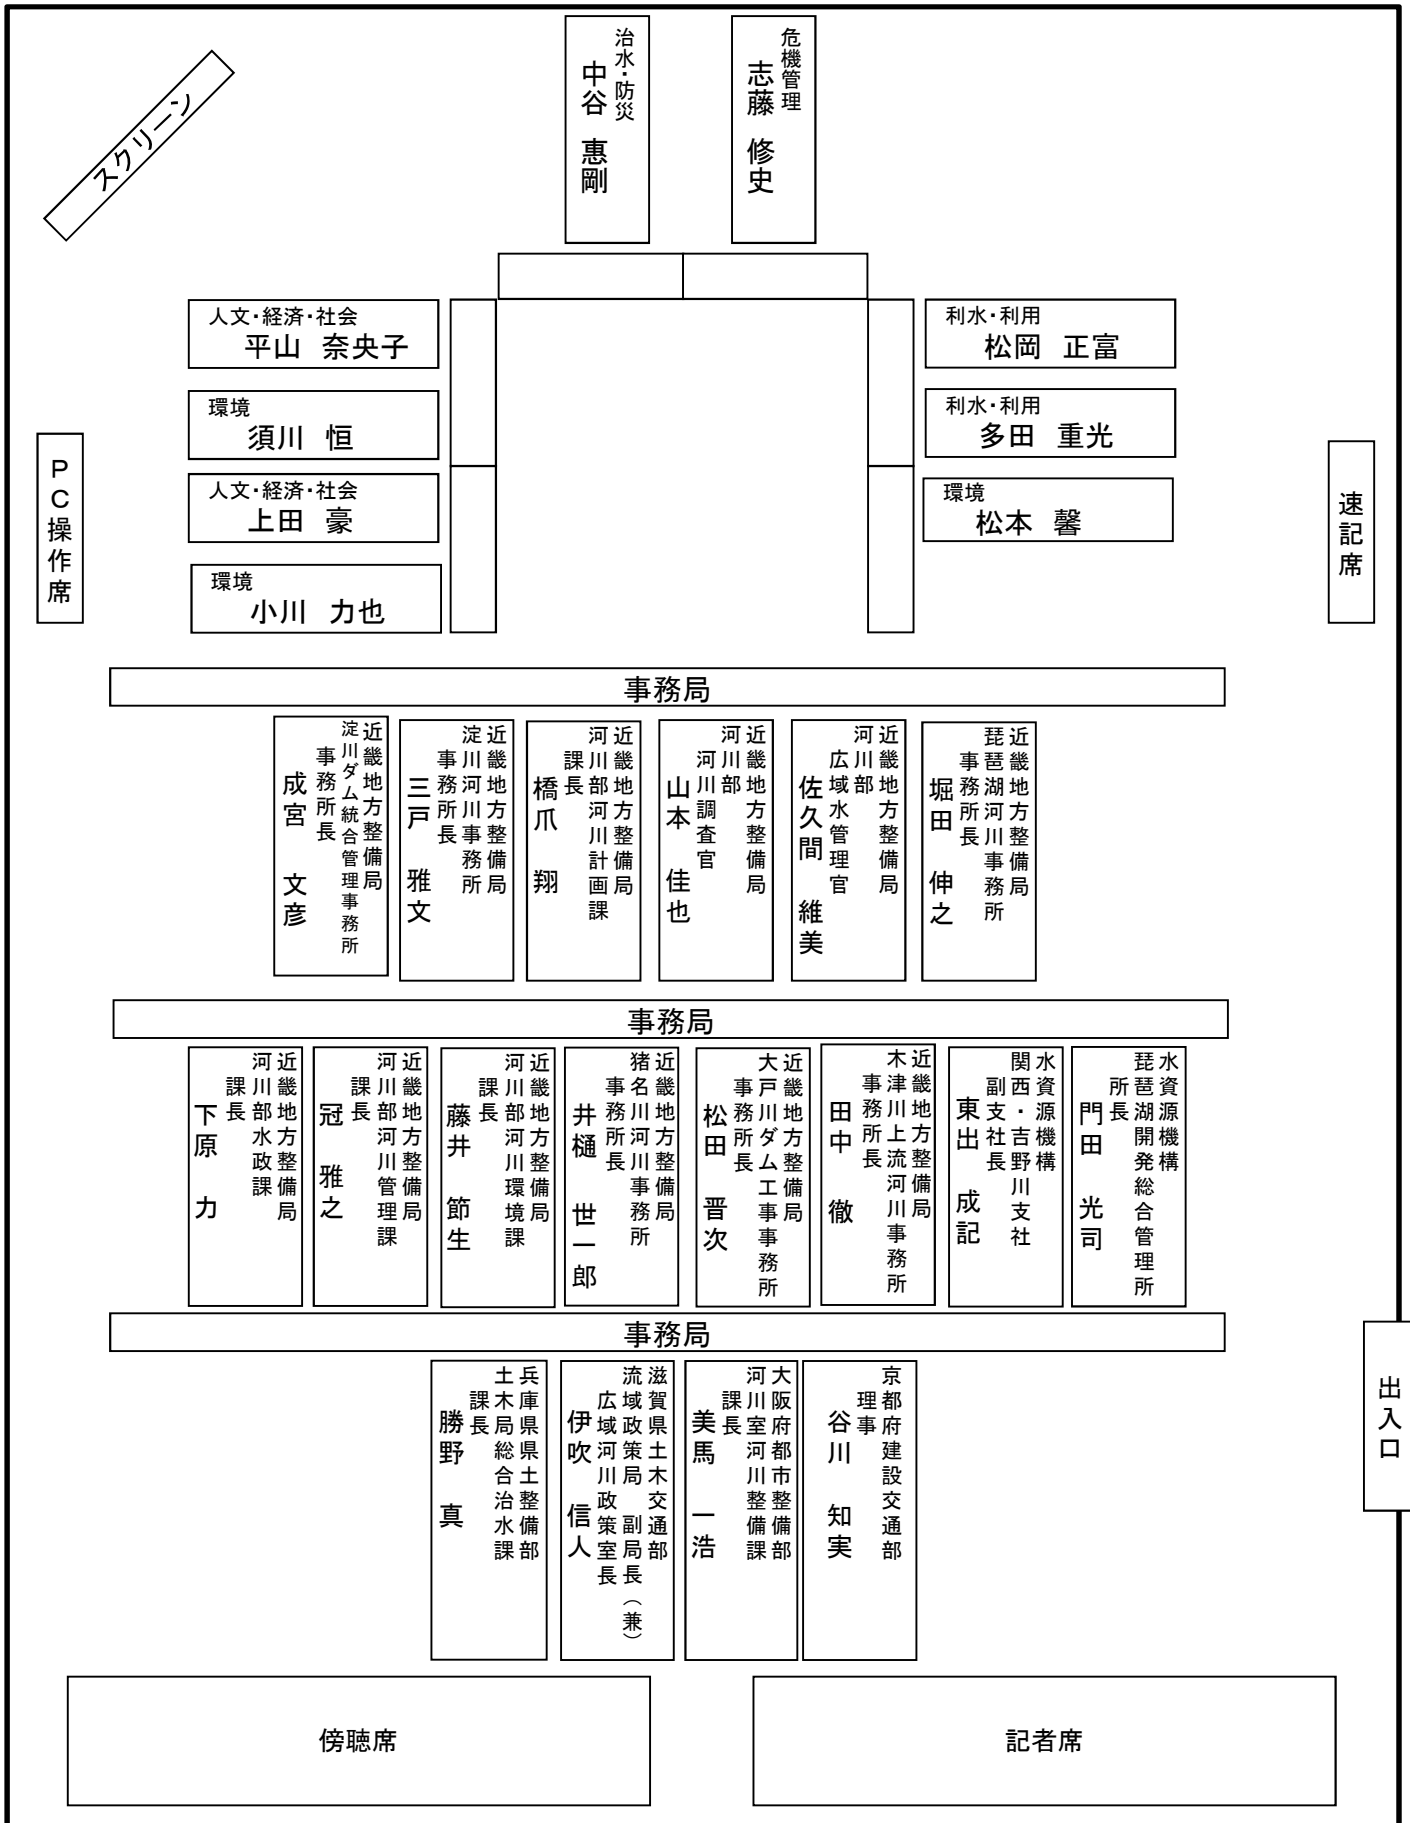 スクリーン
治水・防災
中谷 惠剛
危機管理
志藤 修史
人文・経済・社会
平山 奈央子
環境
須川 恒
人文・経済・社会
上田 豪
環境
小川 力也
利水・利用
松岡 正富
利水・利用
多田 重光
環境
松本 馨
PC操作席
速記席
事務局
近畿地方整備局
淀川ダム統合管理事務所
事務所長
成宮 文彦
近畿地方整備局
淀川河川事務所
事務所長
三戸 雅文
近畿地方整備局
河川部河川計画課
課長
橋爪 翔
近畿地方整備局
河川部
河川調査官
山本 佳也
近畿地方整備局
河川部
広域水管理官
佐久間 維美
近畿地方整備局
琵琶湖河川事務所
事務所長
堀田 伸之
事務局
近畿地方整備局
河川部水政課
課長
下原 力
近畿地方整備局
河川部河川管理課
課長
冠 雅之
近畿地方整備局
河川部河川環境課
課長
藤井 節生
近畿地方整備局
猪名川河川事務所
事務所長
井樋 世一郎
近畿地方整備局
大戸川ダム工事事務所
事務所長
松田 晋次
近畿地方整備局
木津川上流河川事務所
事務所長
田中 徹
水資源機構
関西・吉野川支社
副支社長
東出 成記
水資源機構
琵琶湖開発総合管理所
所長
門田 光司
事務局
兵庫県県土整備部
土木局総合治水課
課長
勝野 真
滋賀県土木交通部
流域政策局 副局長（兼）
広域河川政策室長
伊吹 信人
大阪府都市整備部
河川室河川整備課
課長
美馬 一浩
京都府建設交通部
理事
谷川 知実
出入口
傍聴席
記者席